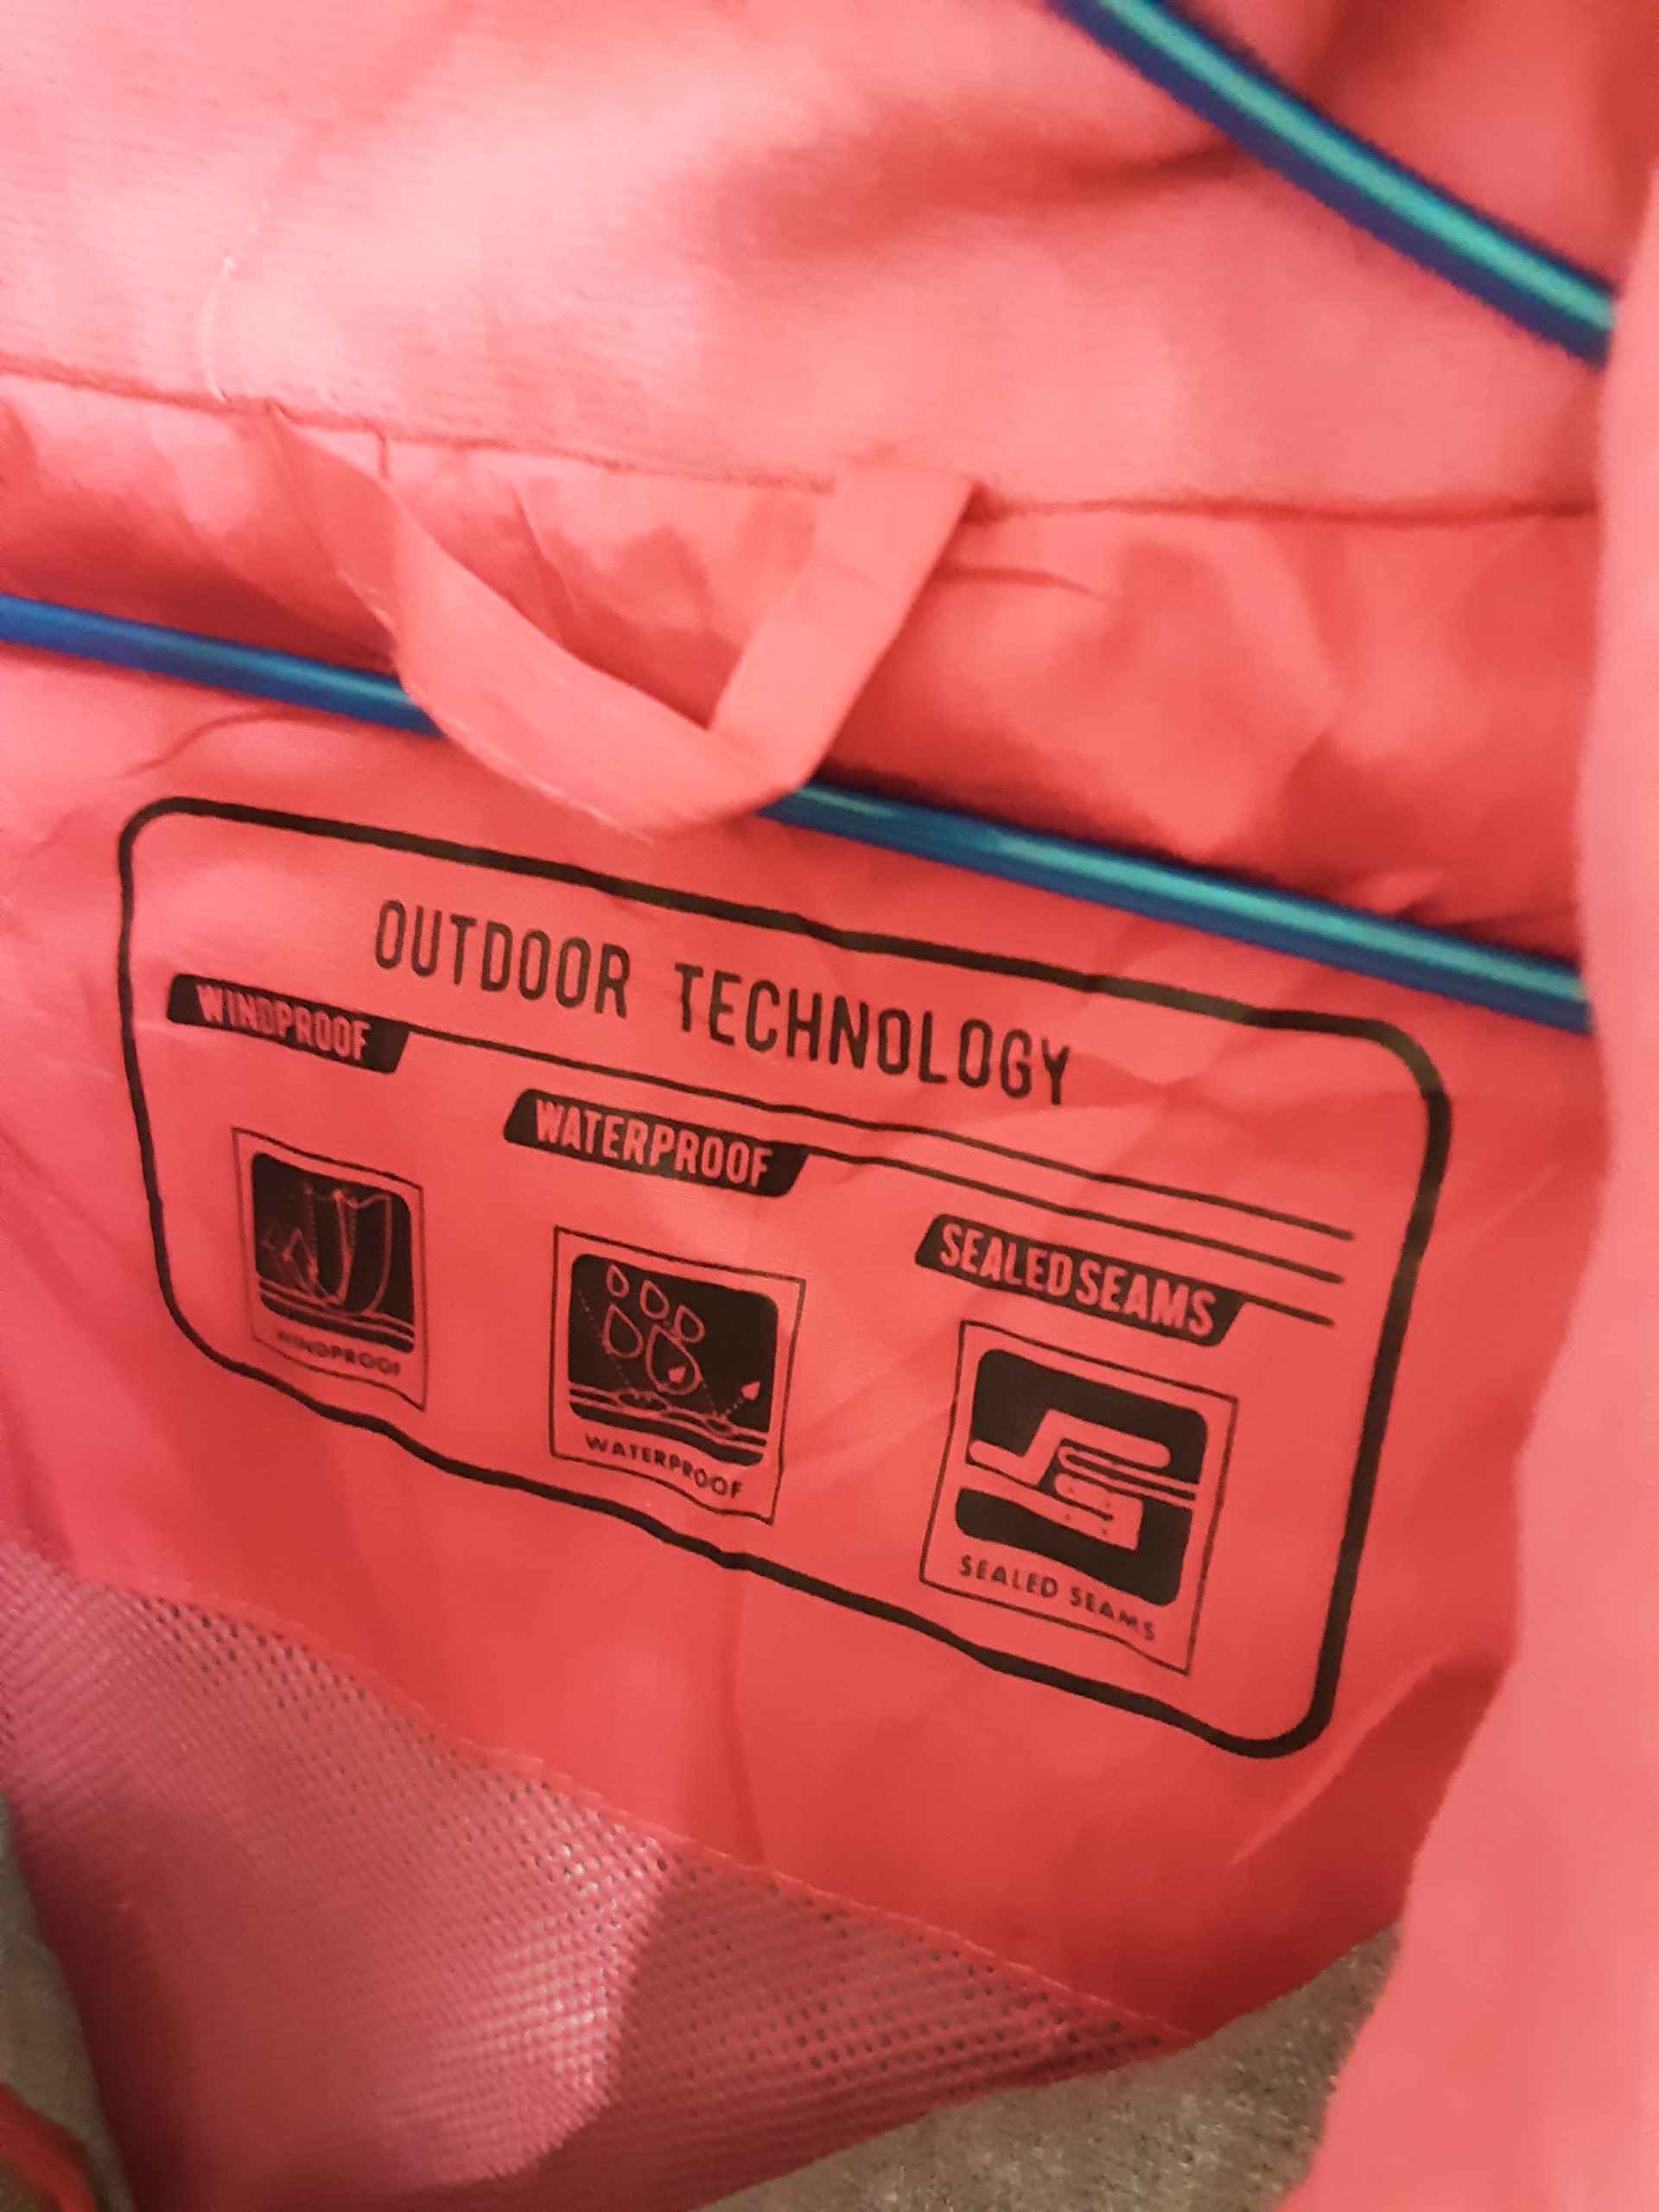 OUTDOOR TECHNOLOGY
WINDPROOF
WATERPROOF
SEALED SEAMS
WINDPROOF
WATERPROOF
SEALED SEAMS